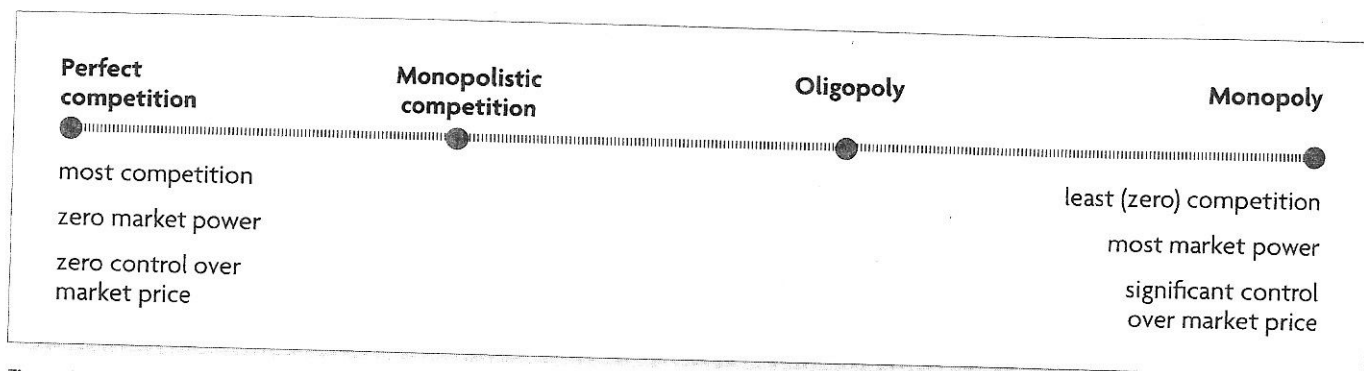 Perfect
competition
Monopolistic
competition
Oligopoly
Monopoly
most competition
zero market power
zero control over
market price
least (zero) competition
most market power
significant control
over market price